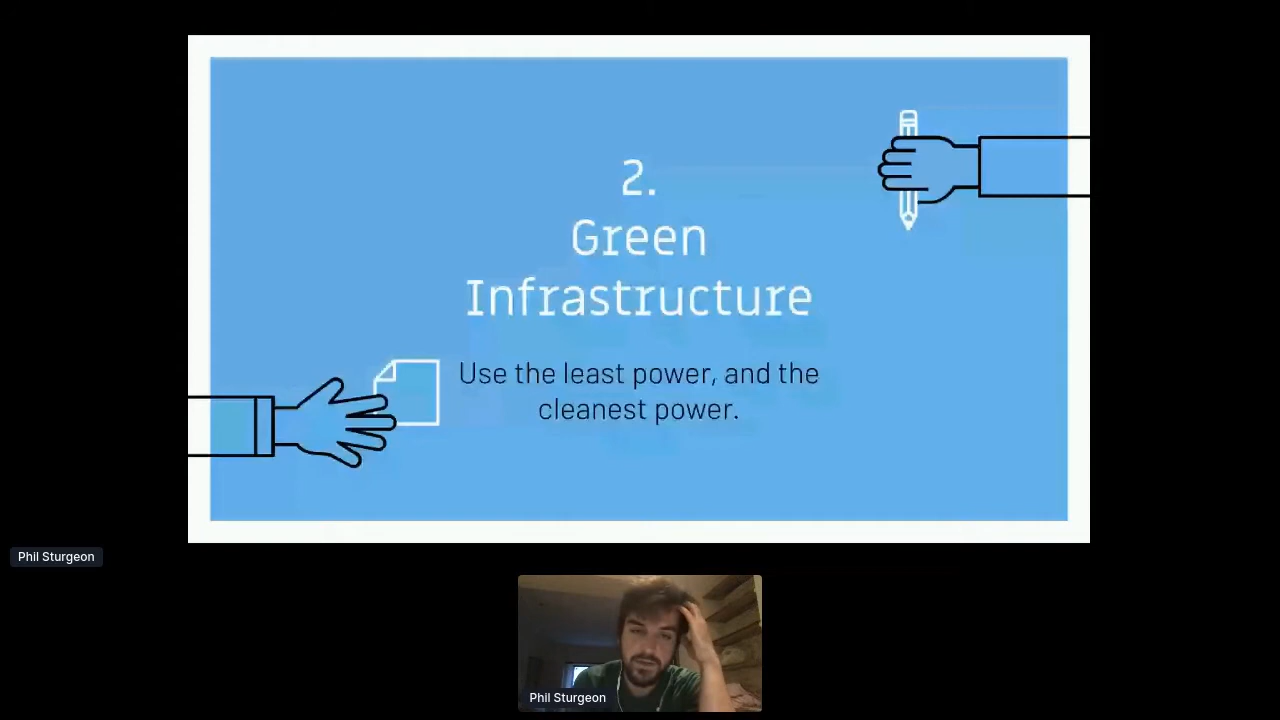 2.
Green
Infrastructure
Use the least power, and the
cleanest power.
Phil Sturgeon
Phil Sturgeon